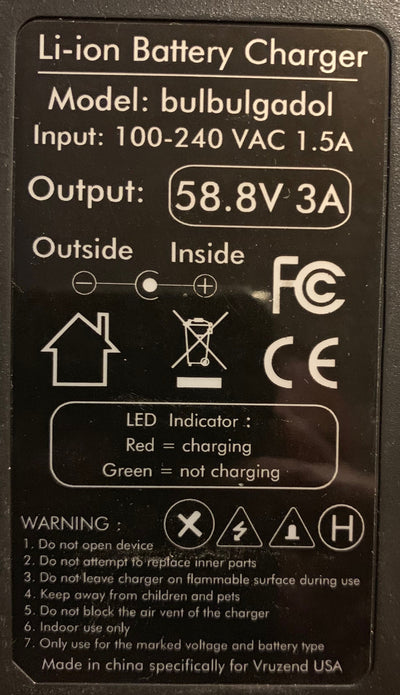 Li-ion Battery Charger
Model: bulbulgadol
Input: 100-240 VAC 1.5A
Output: 58.8V 3A
Outside Inside
− +
FC
CE
LED Indicator :
Red = charging
Green = not charging
H
WARNING :
1. Do not open device
2. Do not attempt to replace inner parts
3. Do not leave charger on flammable surface during use
4. Keep away from children and pets
5. Do not block the air vent of the charger
6. Indoor use only
7. Only use for the marked voltage and battery type
Made in china specifically for Vruzend USA